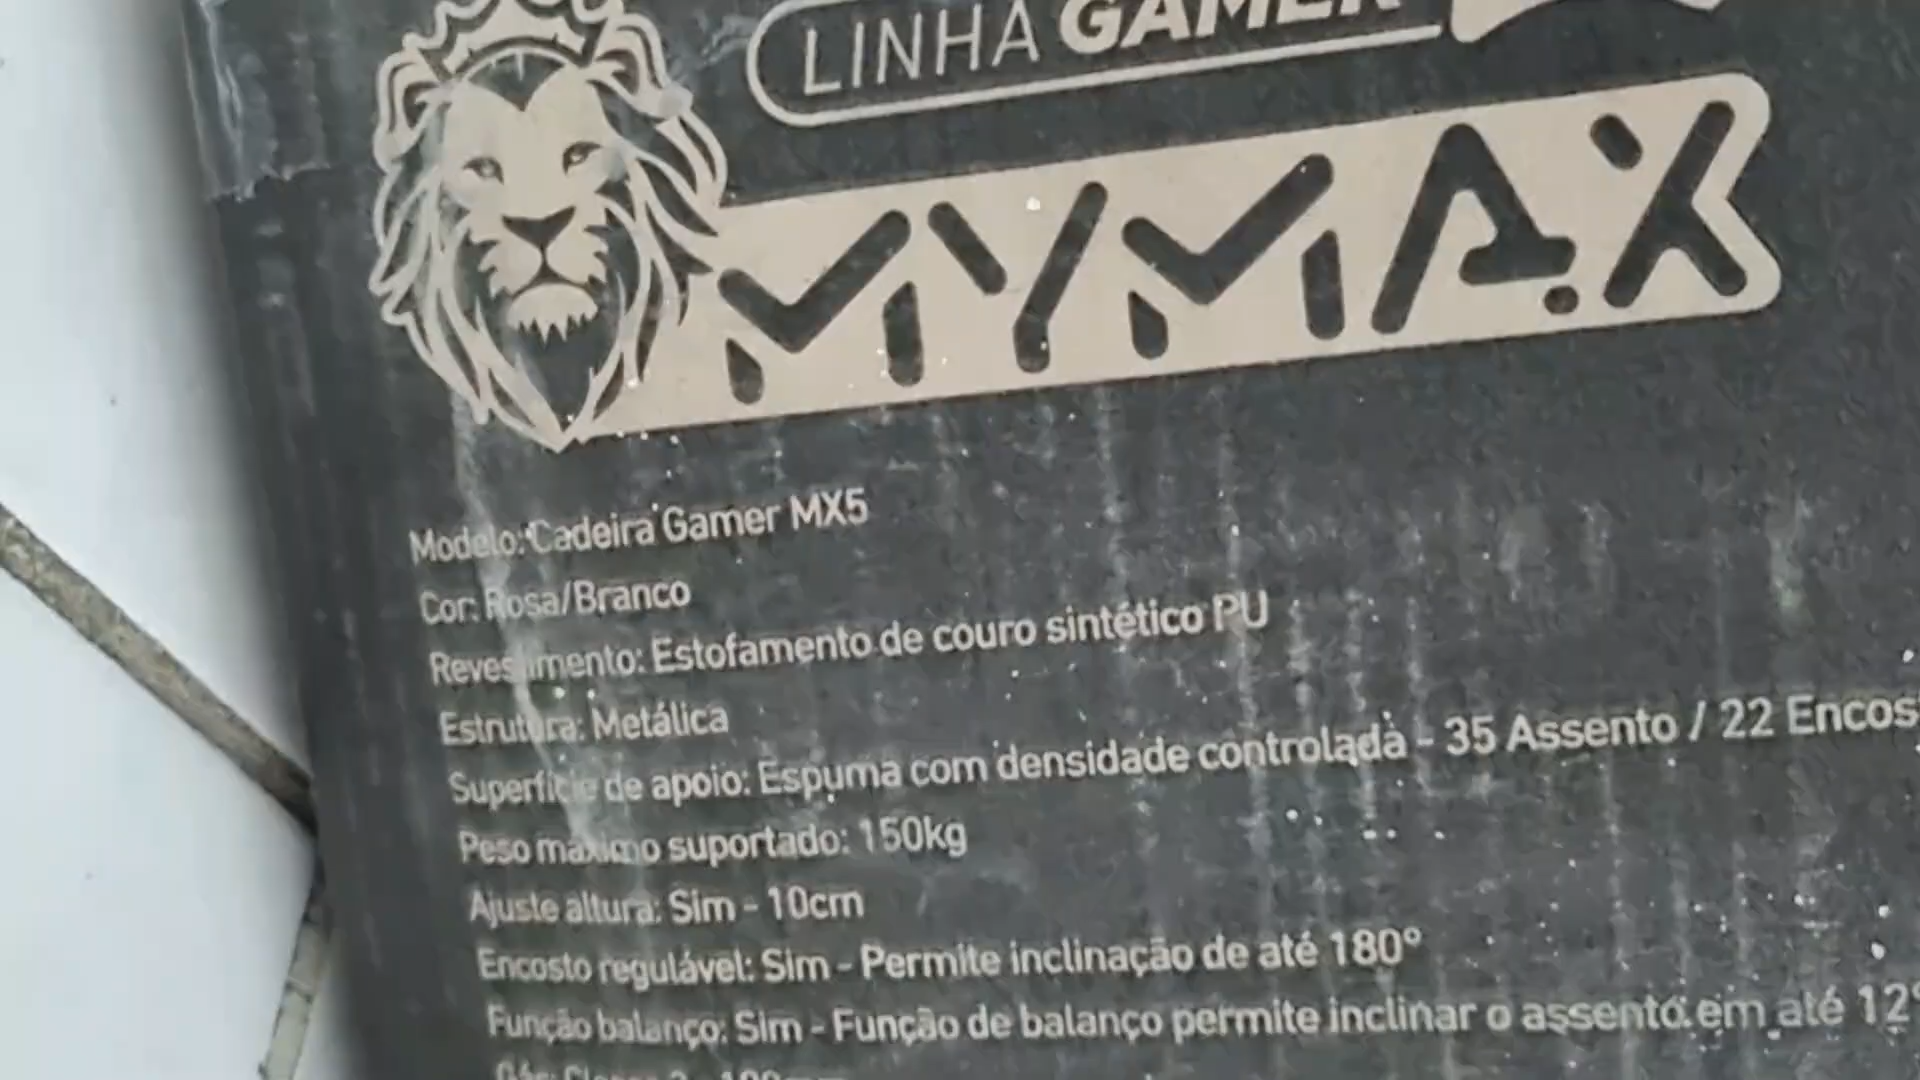 LINHA GAMER
MYMAX
Modelo: Cadeira Gamer MX5
Cor: Rosa/Branco
Revestimento: Estofamento de couro sintético PU
Estrutura: Metálica
Superfície de apoio: Espuma com densidade controlada - 35 Assento / 22 Encos
Peso máximo suportado: 150kg
Ajuste altura: Sim - 10cm
Encosto regulável: Sim - Permite inclinação de até 180°
Função balanço: Sim - Função de balanço permite inclinar o assento em até 12°